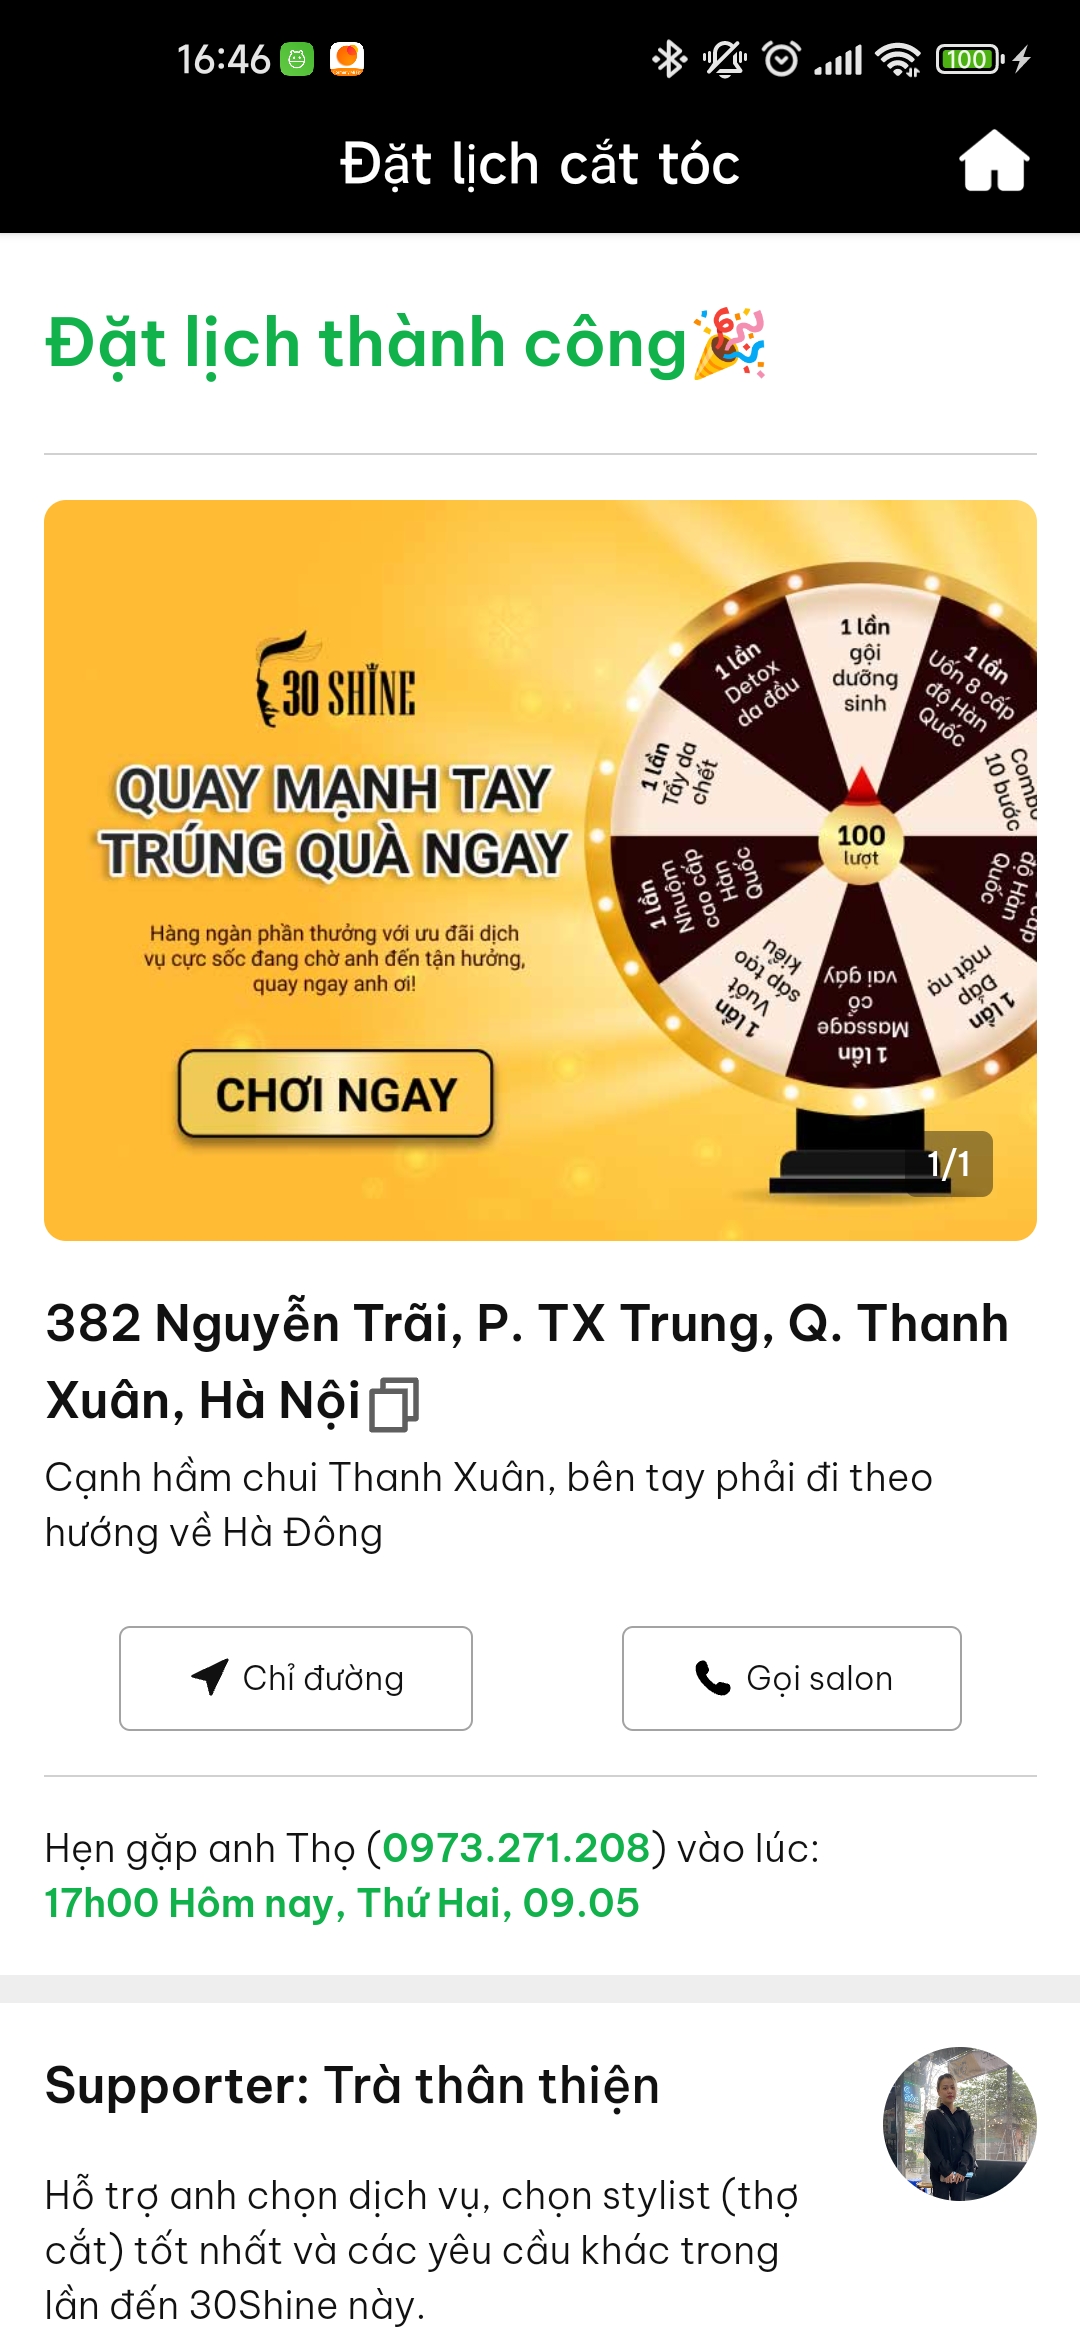 16:46
100
Đặt lịch cắt tóc
Đặt lịch thành công
30 SHINE
QUAY MẠNH TAY
TRÚNG QUÀ NGAY
Hàng ngàn phần thưởng với ưu đãi dịch
vụ cực sốc đang chờ anh đến tận hưởng,
quay ngay anh ơi!
CHƠI NGAY
1 lần
gội
dưỡng
sinh
1 lần
Uốn 8 cấp
độ Hàn
Quốc
Combo
10 bước
cấp
độ Hàn
Quốc
1 lần
Đắp
mặt nạ
1 lần
Massage
cổ
vai gáy
1 lần
Vuốt
sáp tạo
kiểu
1 lần
Nhuộm
cao cấp
Hàn
Quốc
1 lần
Tẩy da
chết
1 lần
Detox
da đầu
100
lượt
1/1
382 Nguyễn Trãi, P. TX Trung, Q. Thanh
Xuân, Hà Nội
Cạnh hầm chui Thanh Xuân, bên tay phải đi theo
hướng về Hà Đông
Chỉ đường
Gọi salon
Hẹn gặp anh Thọ (0973.271.208) vào lúc:
17h00 Hôm nay, Thứ Hai, 09.05
Supporter: Trà thân thiện
Hỗ trợ anh chọn dịch vụ, chọn stylist (thợ
cắt) tốt nhất và các yêu cầu khác trong
lần đến 30Shine này.